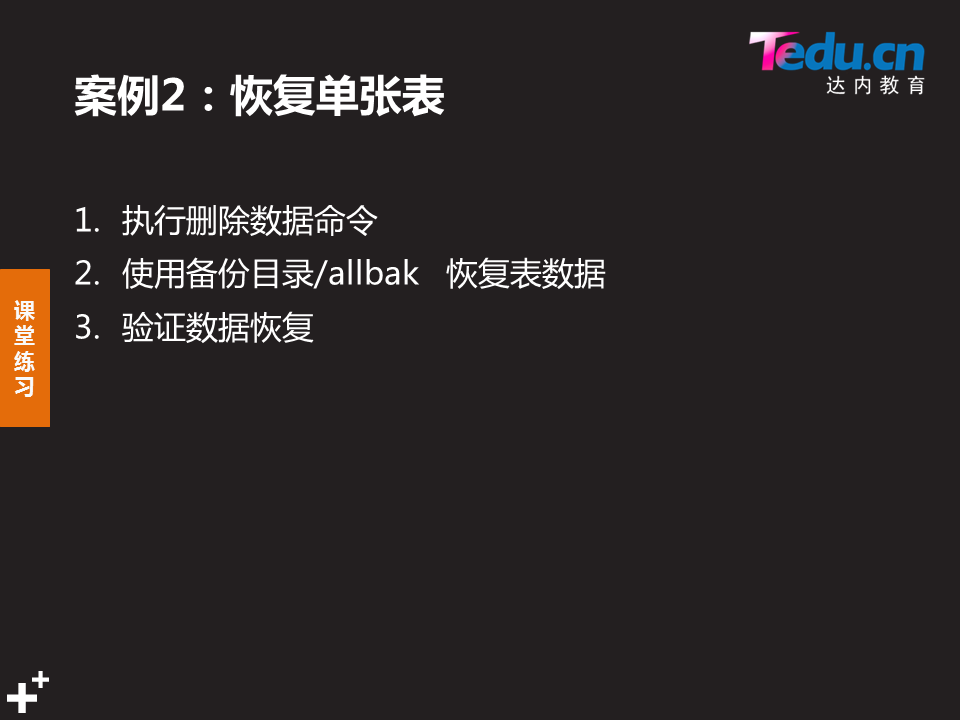 Tedu.cn
达内教育
案例2：恢复单张表
1. 执行删除数据命令
2. 使用备份目录/allbak 恢复表数据
3. 验证数据恢复
课
堂
练
习